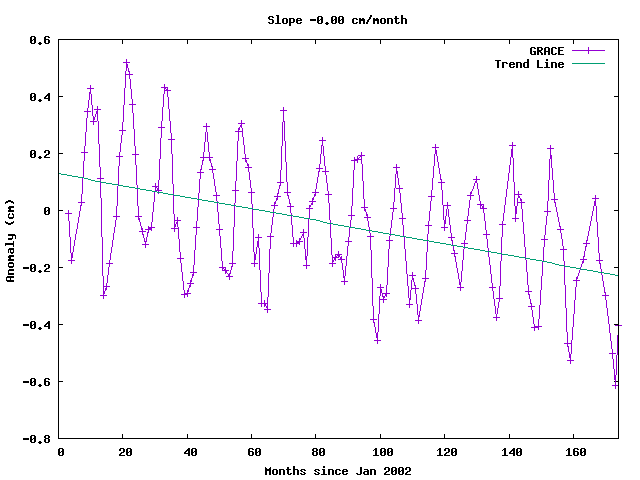 Slope -0.00 cm/month
GRACE
Trend Line
0.6
0.4
0.2
0
-0.2
-0.4
-0.6
-0.8
Anomaly (cm)
0 20 40 60 80 100 120 140 160
Months since Jan 2002